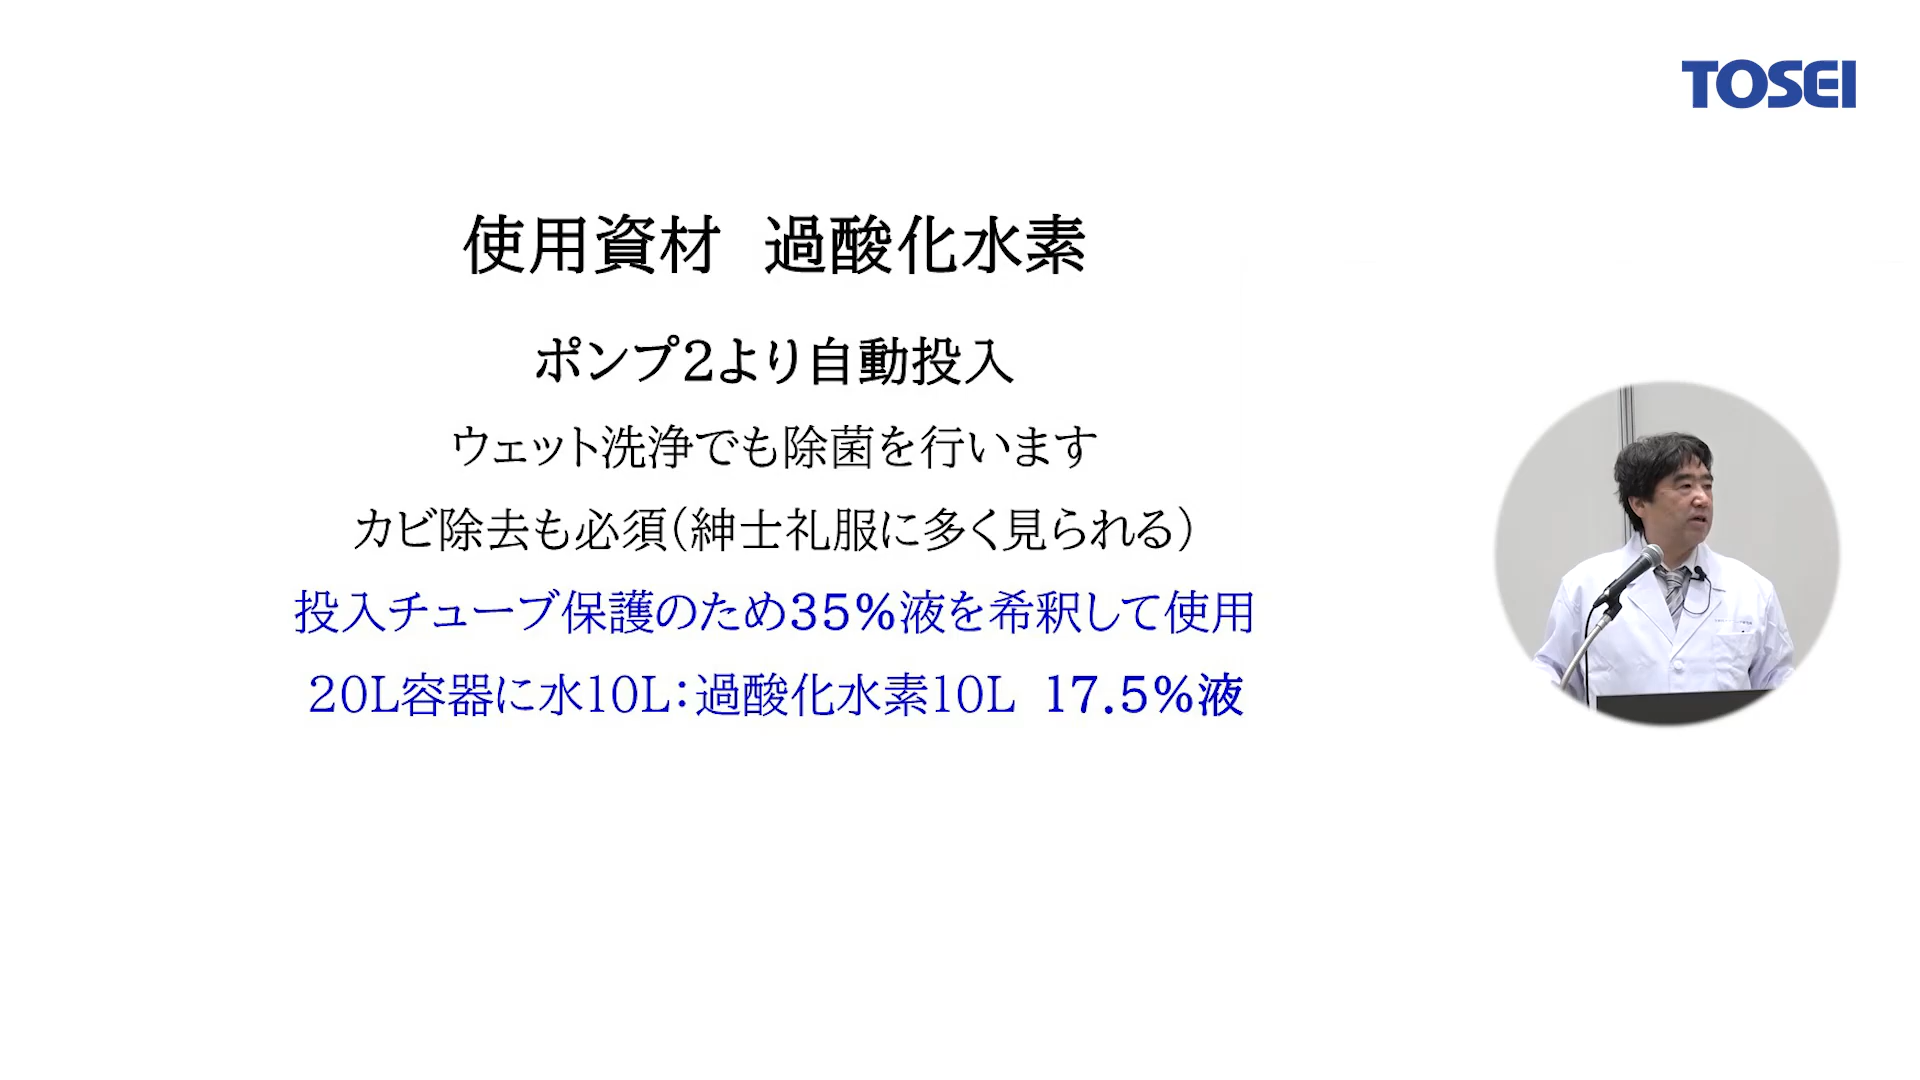 TOSEI
使用資材　過酸化水素
ポンプ2より自動投入
ウェット洗浄でも除菌を行います
カビ除去も必須（紳士礼服に多く見られる）
投入チューブ保護のため35%液を希釈して使用
20L容器に水10L：過酸化水素10L 17.5%液